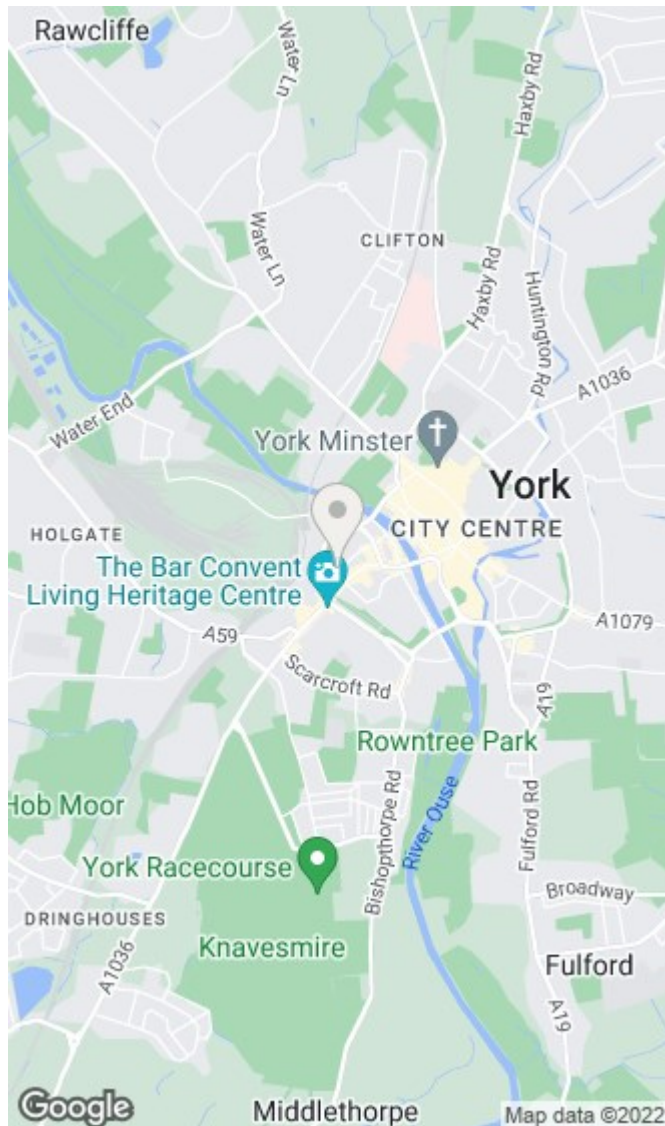 Rawcliffe
Water Ln
Haxby Rd
Water Ln
CLIFTON
Haxby Rd
Huntington Rd
A1036
Water End
York Minster
York
CITY CENTRE
HOLGATE
The Bar Convent
Living Heritage Centre
A59
A1079
Scarcroft Rd
A19
Rowntree Park
Hob Moor
Bishopthorpe Rd
River Ouse
Fulford Rd
York Racecourse
Broadway
DRINGHOUSES
Knavesmire
A1036
Fulford
A19
Google
Middlethorpe
Map data ©2022